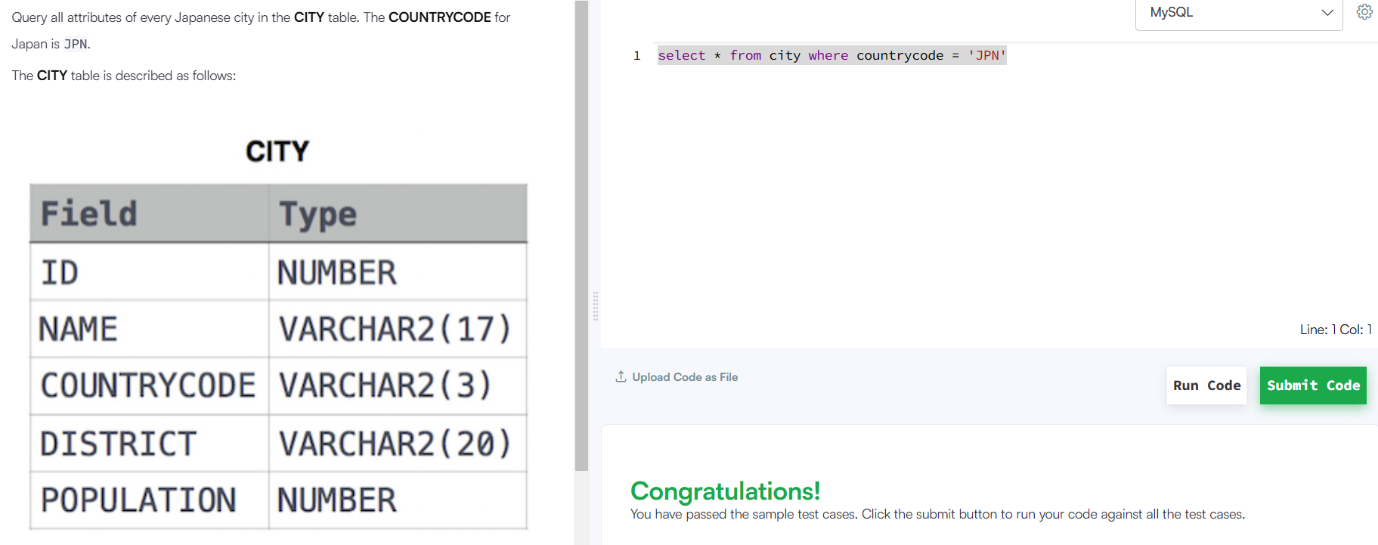 Query all attributes of every Japanese city in the CITY table. The COUNTRYCODE for
Japan is JPN.
The CITY table is described as follows:
CITY
Field Type
ID NUMBER
NAME VARCHAR2(17)
COUNTRYCODE VARCHAR2(3)
DISTRICT VARCHAR2(20)
POPULATION NUMBER
MySQL
1 select * from city where countrycode = 'JPN'
Line: 1 Col: 1
Upload Code as File
Run Code
Submit Code
Congratulations!
You have passed the sample test cases. Click the submit button to run your code against all the test cases.